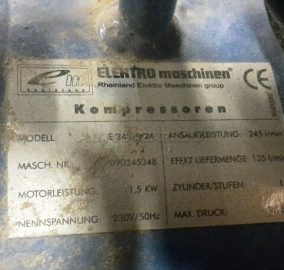 ELEKTRO maschinen
Rheinland Elektro Maschinen group
CE
Kompressoren
MODELL: E
ANSAUGLEISTUNG: 245 l/min
MASCH. NR.
EFFEKT LIEFERMENGE: 135 l/min
MOTORLEISTUNG: 1,5 KW
ZYLINDER/STUFEN:
NENNSPANNUNG: 230V/50Hz
MAX. DRUCK: